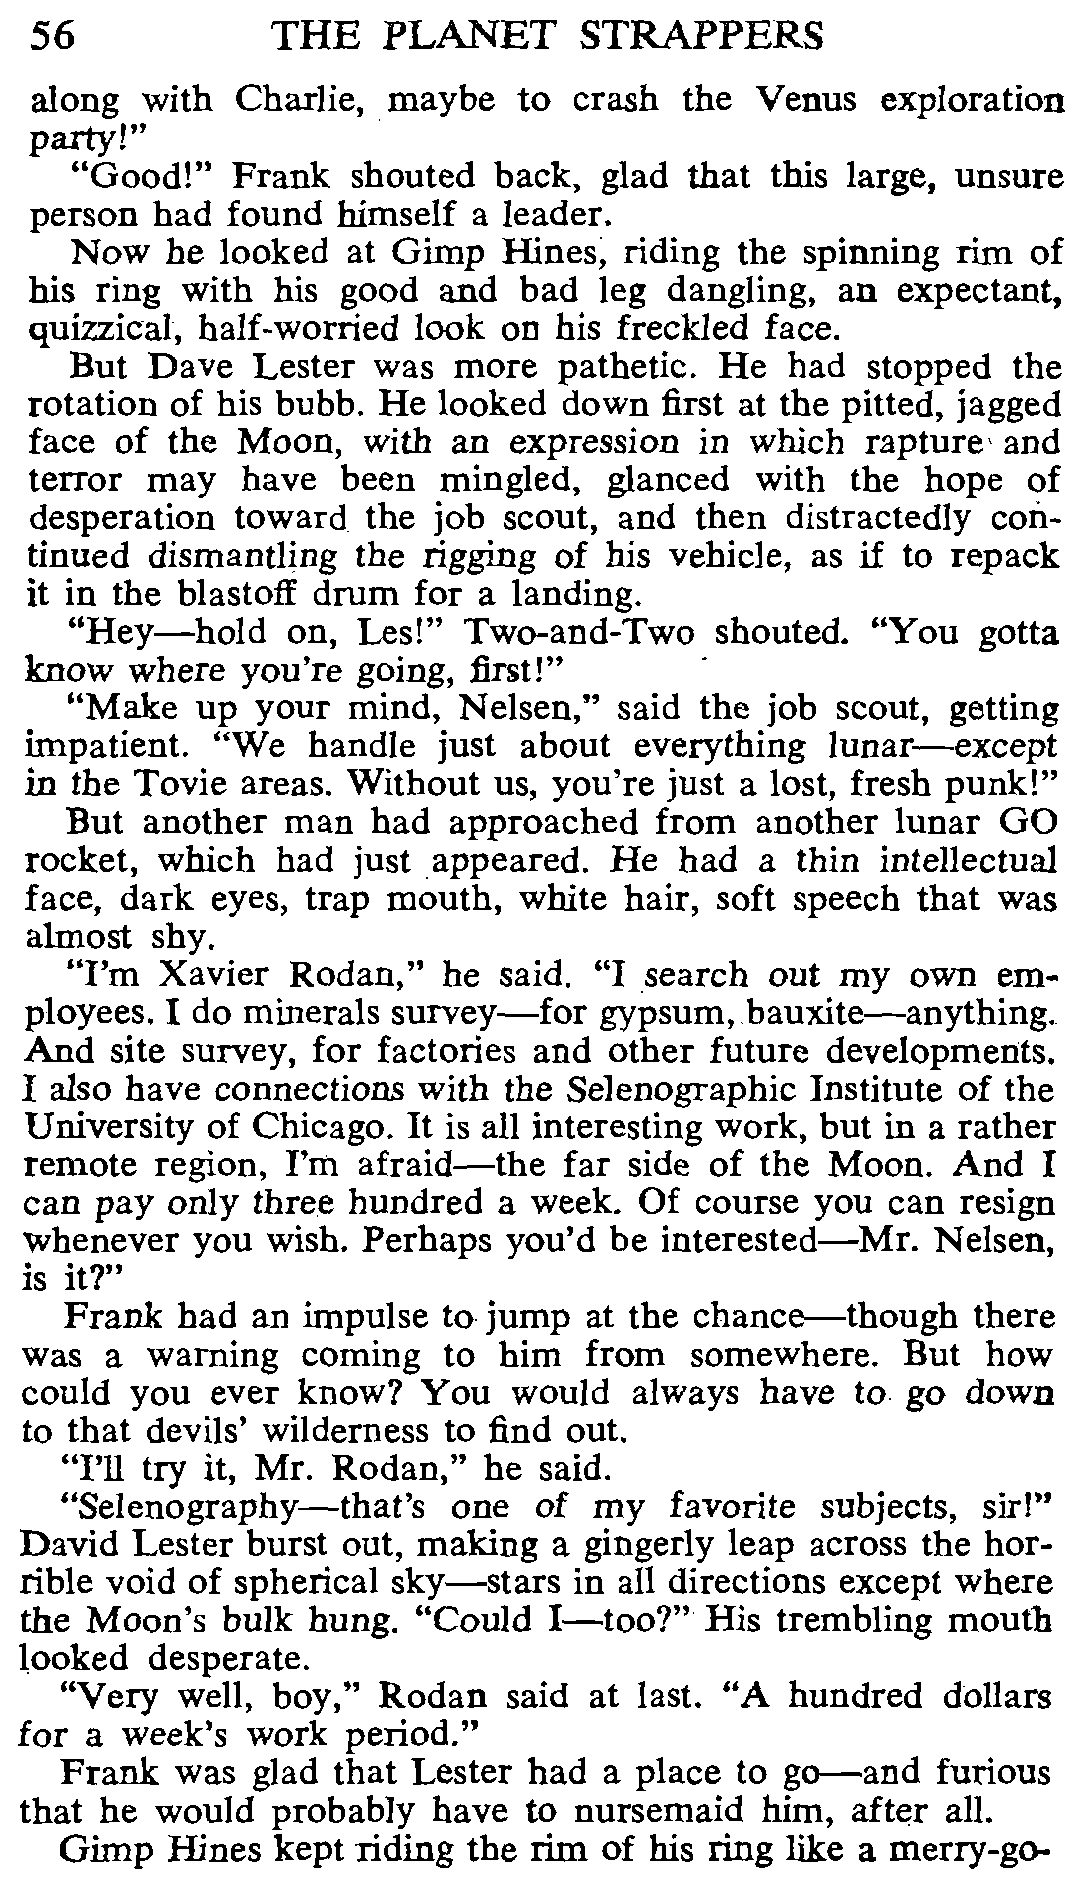 56 THE PLANET STRAPPERS
along with Charlie, maybe to crash the Venus exploration
party!”
“Good!” Frank shouted back, glad that this large, unsure
person had found himself a leader.
Now he looked at Gimp Hines, riding the spinning rim of
his ring with his good and bad leg dangling, an expectant,
quizzical, half-worried look on his freckled face.
But Dave Lester was more pathetic. He had stopped the
rotation of his bubb. He looked down first at the pitted, jagged
face of the Moon, with an expression in which rapture and
terror may have been mingled, glanced with the hope of
desperation toward the job scout, and then distractedly con-
tinued dismantling the rigging of his vehicle, as if to repack
it in the blastoff drum for a landing.
“Hey—hold on, Les!” Two-and-Two shouted. “You gotta
know where you’re going, first!”
“Make up your mind, Nelsen,” said the job scout, getting
impatient. “We handle just about everything lunar—except
in the Tovie areas. Without us, you’re just a lost, fresh punk!”
But another man had approached from another lunar GO
rocket, which had just appeared. He had a thin intellectual
face, dark eyes, trap mouth, white hair, soft speech that was
almost shy.
“I’m Xavier Rodan,” he said. “I search out my own em-
ployees. I do minerals survey—for gypsum, bauxite—anything.
And site survey, for factories and other future developments.
I also have connections with the Selenographic Institute of the
University of Chicago. It is all interesting work, but in a rather
remote region, I’m afraid—the far side of the Moon. And I
can pay only three hundred a week. Of course you can resign
whenever you wish. Perhaps you’d be interested—Mr. Nelsen,
is it?”
Frank had an impulse to jump at the chance—though there
was a warning coming to him from somewhere. But how
could you ever know? You would always have to go down
to that devils’ wilderness to find out.
“I’ll try it, Mr. Rodan,” he said.
“Selenography—that’s one of my favorite subjects, sir!”
David Lester burst out, making a gingerly leap across the hor-
rible void of spherical sky—stars in all directions except where
the Moon’s bulk hung. “Could I—too?” His trembling mouth
looked desperate.
“Very well, boy,” Rodan said at last. “A hundred dollars
for a week’s work period.”
Frank was glad that Lester had a place to go—and furious
that he would probably have to nursemaid him, after all.
Gimp Hines kept riding the rim of his ring like a merry-go-